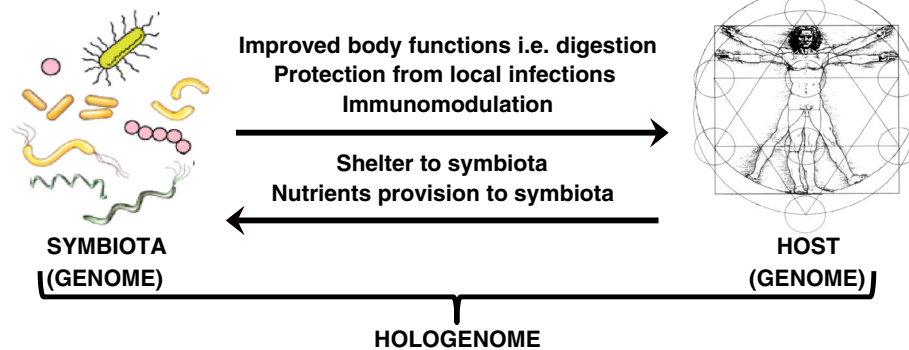 Improved body functions i.e. digestion
Protection from local infections
Immunomodulation
Shelter to symbiota
Nutrients provision to symbiota
SYMBIOTA
(GENOME)
HOST
(GENOME)
HOLOGENOME